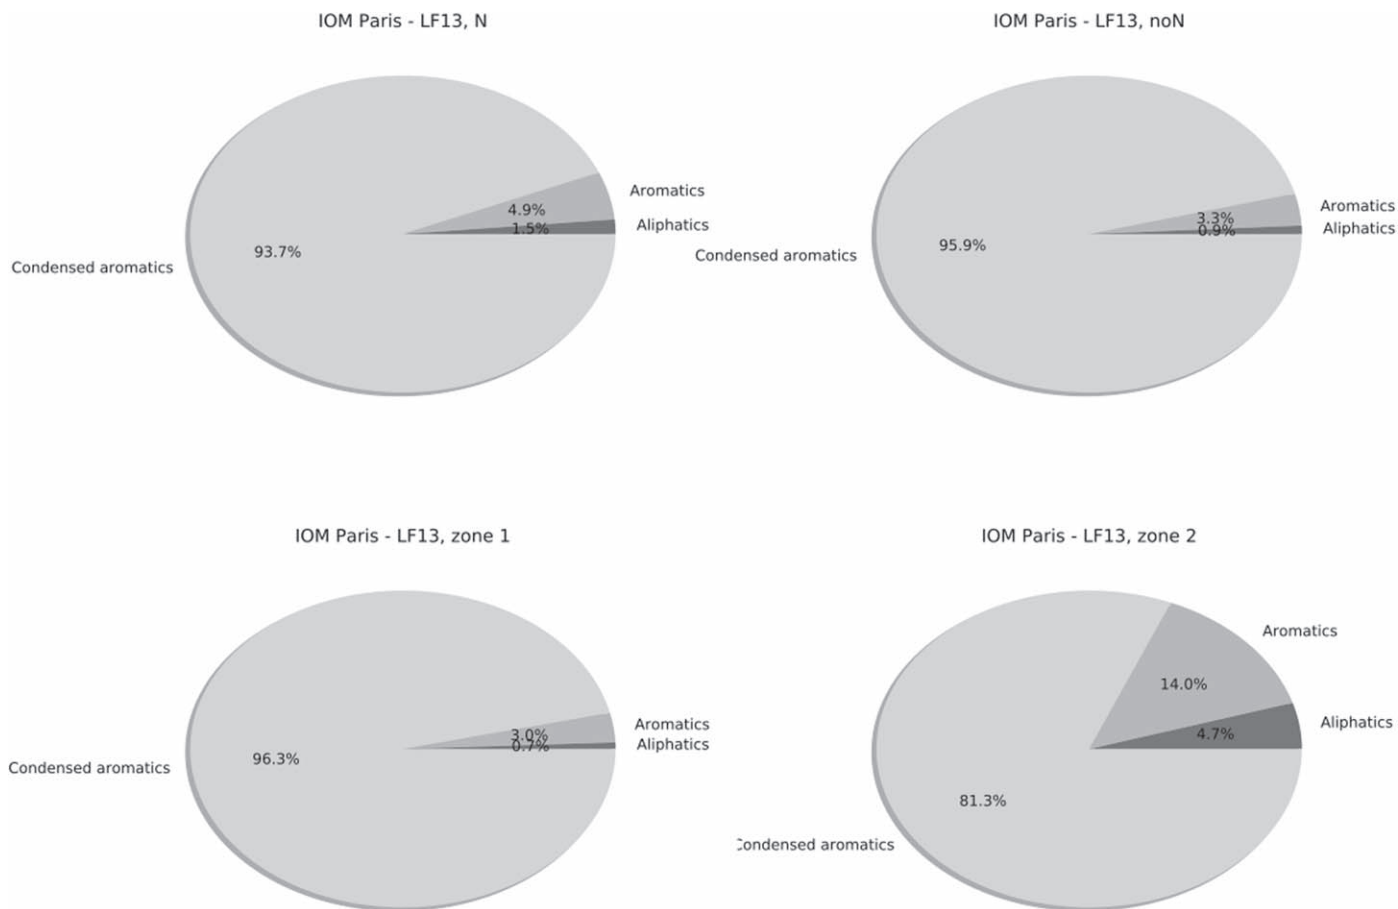 IOM Paris - LF13, N
Aromatics
4.9%
Aliphatics
1.5%
93.7%
Condensed aromatics
IOM Paris - LF13, noN
Aromatics
3.3%
Aliphatics
0.9%
95.9%
Condensed aromatics
IOM Paris - LF13, zone 1
Aromatics
3.0%
Aliphatics
0.7%
96.3%
Condensed aromatics
IOM Paris - LF13, zone 2
Aromatics
14.0%
Aliphatics
4.7%
81.3%
Condensed aromatics